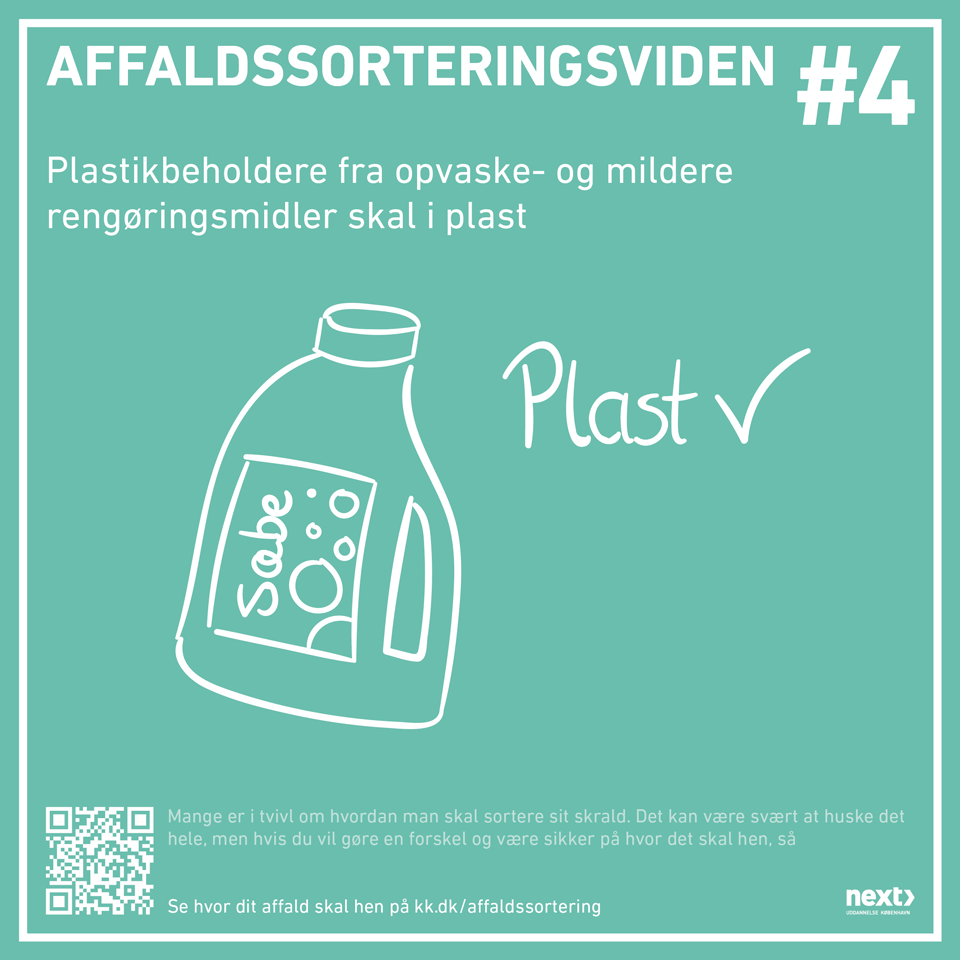 AFFALDSSORTERINGSVIDEN #4
Plastikbeholdere fra opvaske- og mildere
rengøringsmidler skal i plast
Plast
Sæbe
Mange er i tvivl om hvordan man skal sortere sit skrald. Det kan være svært at huske det
hele, men hvis du vil gøre en forskel og være sikker på hvor det skal hen, så
Se hvor dit affald skal hen på kk.dk/affaldssortering
next
UDDANNELSE KØBENHAVN